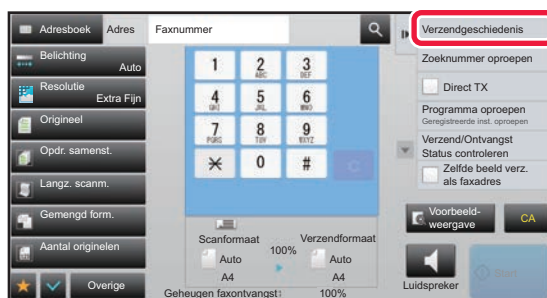 Adresboek
Adres
Faxnummer
Belichting
Auto
Resolutie
Extra Fijn
Origineel
Opdr. samenst.
Langz. scanm.
Gemengd form.
Aantal originelen
Overige
1
2
ABC
3
DEF
4
GHI
5
JKL
6
MNO
7
PQRS
8
TUV
9
WXYZ
0
#
C
Scanformaat
Auto
A4
100%
Verzendformaat
Auto
A4
Geheugen faxontvangst:
100%
Verzendgeschiedenis
Zoeknummer oproepen
Direct TX
Programma oproepen
Geregistreerde inst. oproepen
Verzend/Ontvangst
Status controleren
Zelfde beeld verz.
als faxadres
Voorbeeld-
weergave
CA
Luidspreker
Start